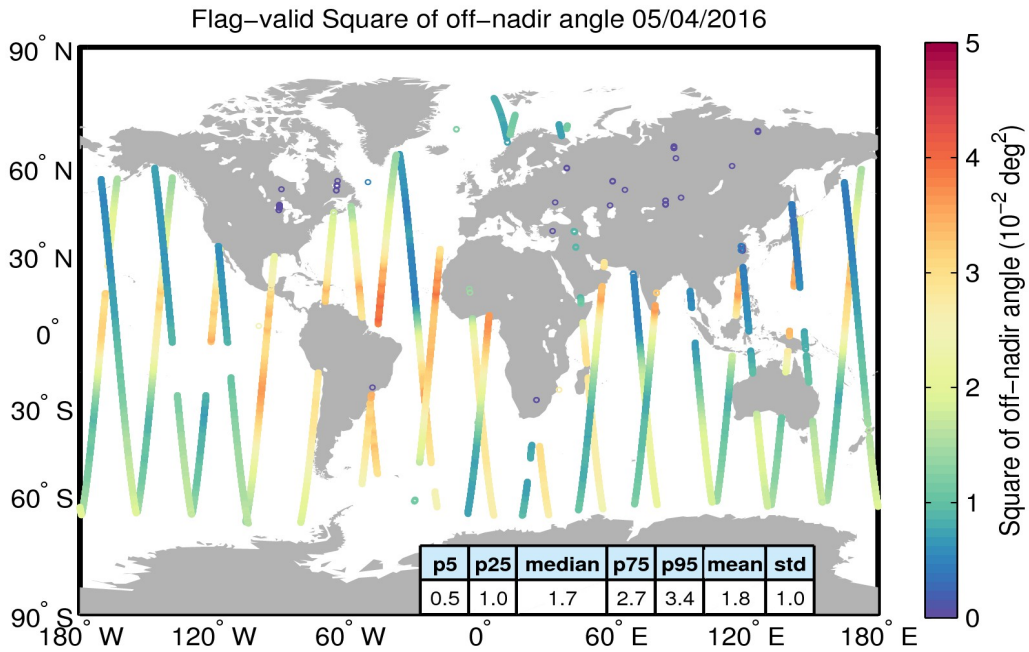 Flag−valid Square of off−nadir angle 05/04/2016
90° N
60° N
30° N
0°
30° S
60° S
90° S
180° W
120° W
60° W
0°
60° E
120° E
180° E
p5 p25 median p75 p95 mean std
0.5 1.0 1.7 2.7 3.4 1.8 1.0
5
4
3
2
1
0
Square of off−nadir angle (10⁻² deg²)